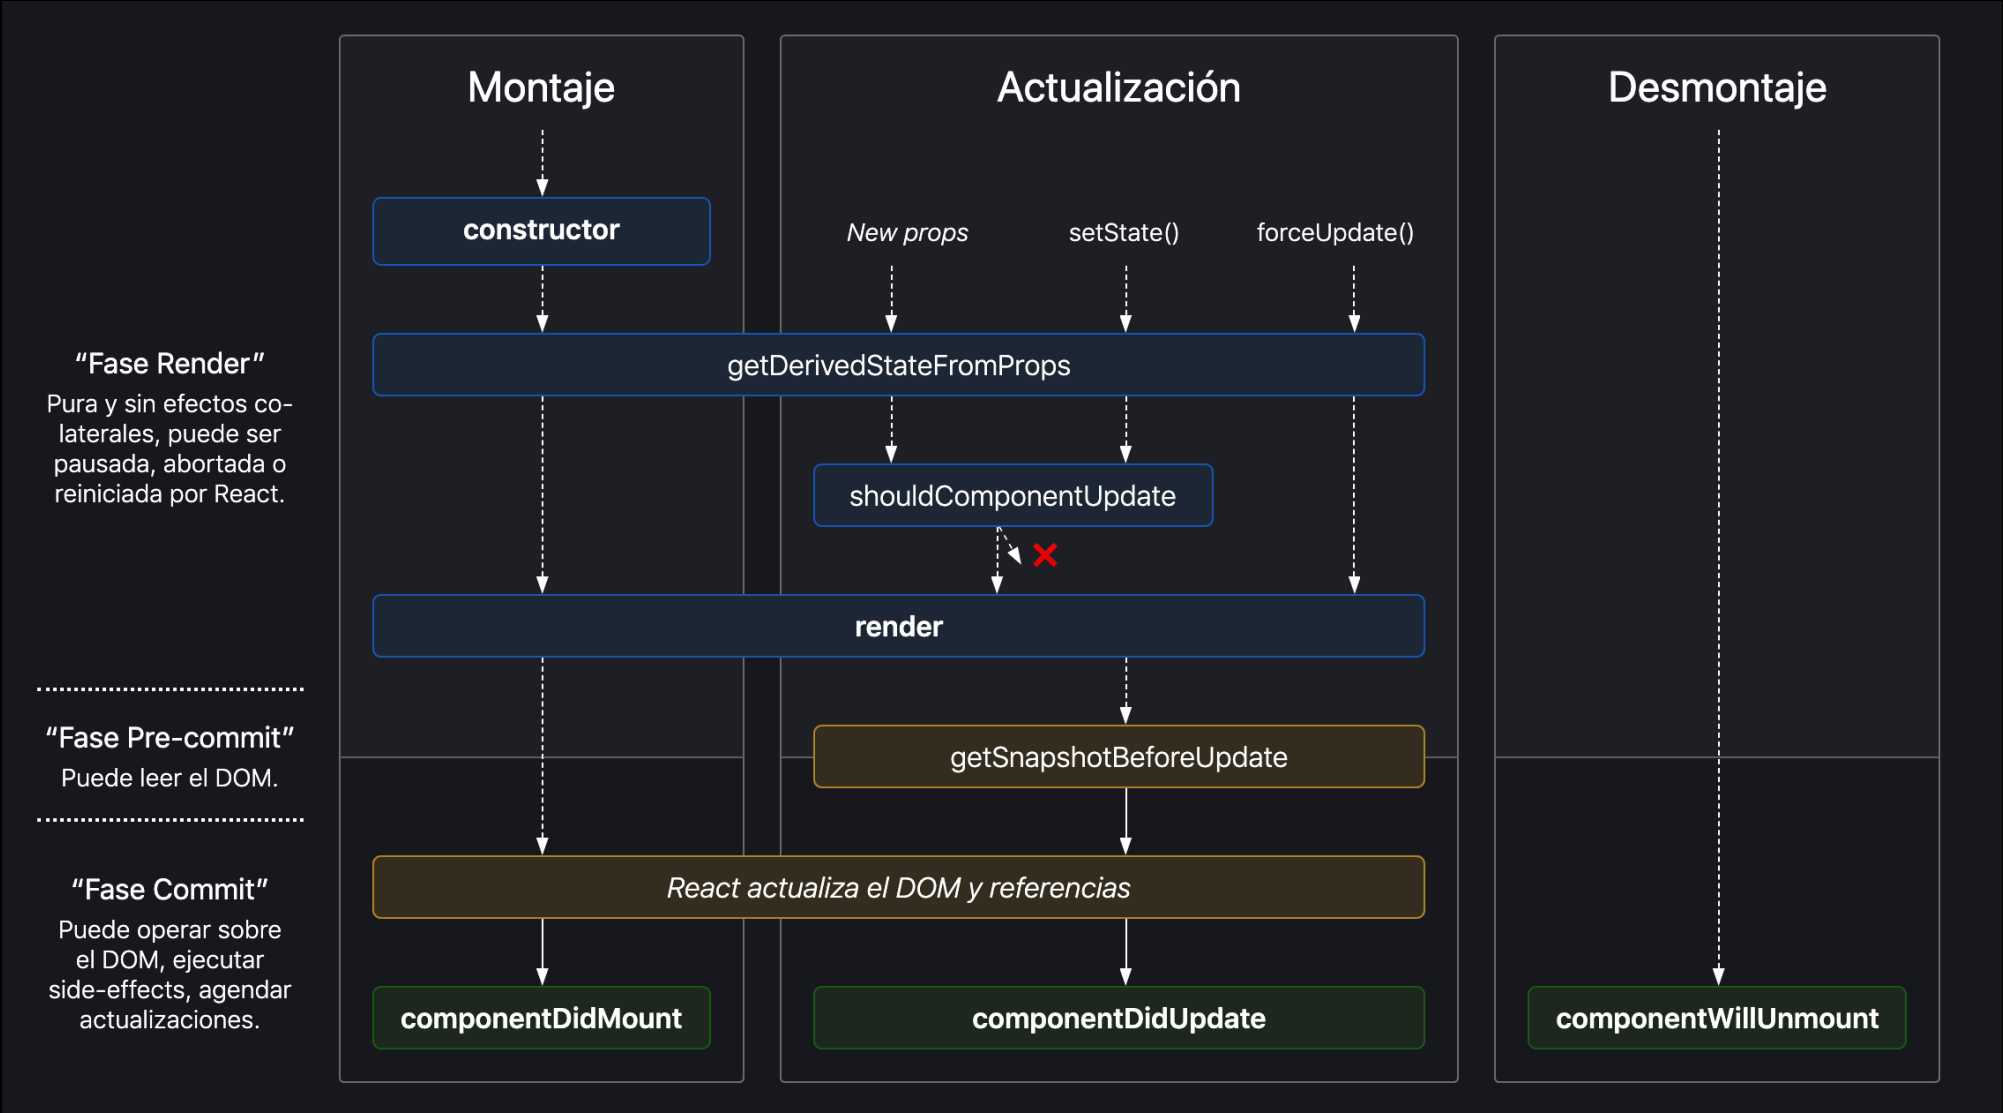 Montaje
Actualización
Desmontaje
constructor
New props
setState()
forceUpdate()
“Fase Render”
Pura y sin efectos co-
laterales, puede ser
pausada, abortada o
reiniciada por React.
getDerivedStateFromProps
shouldComponentUpdate
render
“Fase Pre-commit”
Puede leer el DOM.
getSnapshotBeforeUpdate
“Fase Commit”
Puede operar sobre
el DOM, ejecutar
side-effects, agendar
actualizaciones.
React actualiza el DOM y referencias
componentDidMount
componentDidUpdate
componentWillUnmount